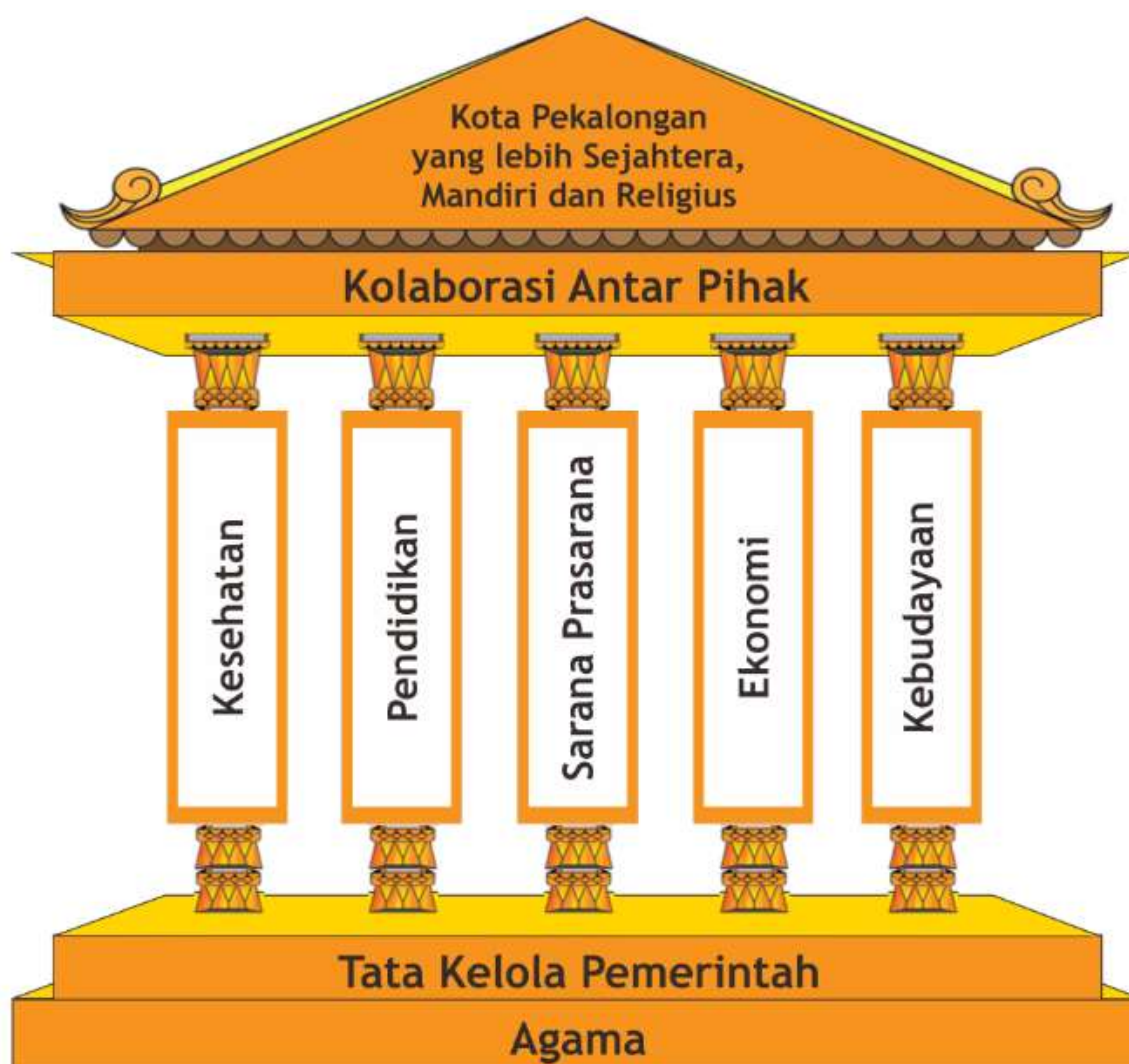 Kota Pekalongan
yang lebih Sejahtera,
Mandiri dan Religius
Kolaborasi Antar Pihak
Kesehatan
Pendidikan
Sarana Prasarana
Ekonomi
Kebudayaan
Tata Kelola Pemerintah
Agama